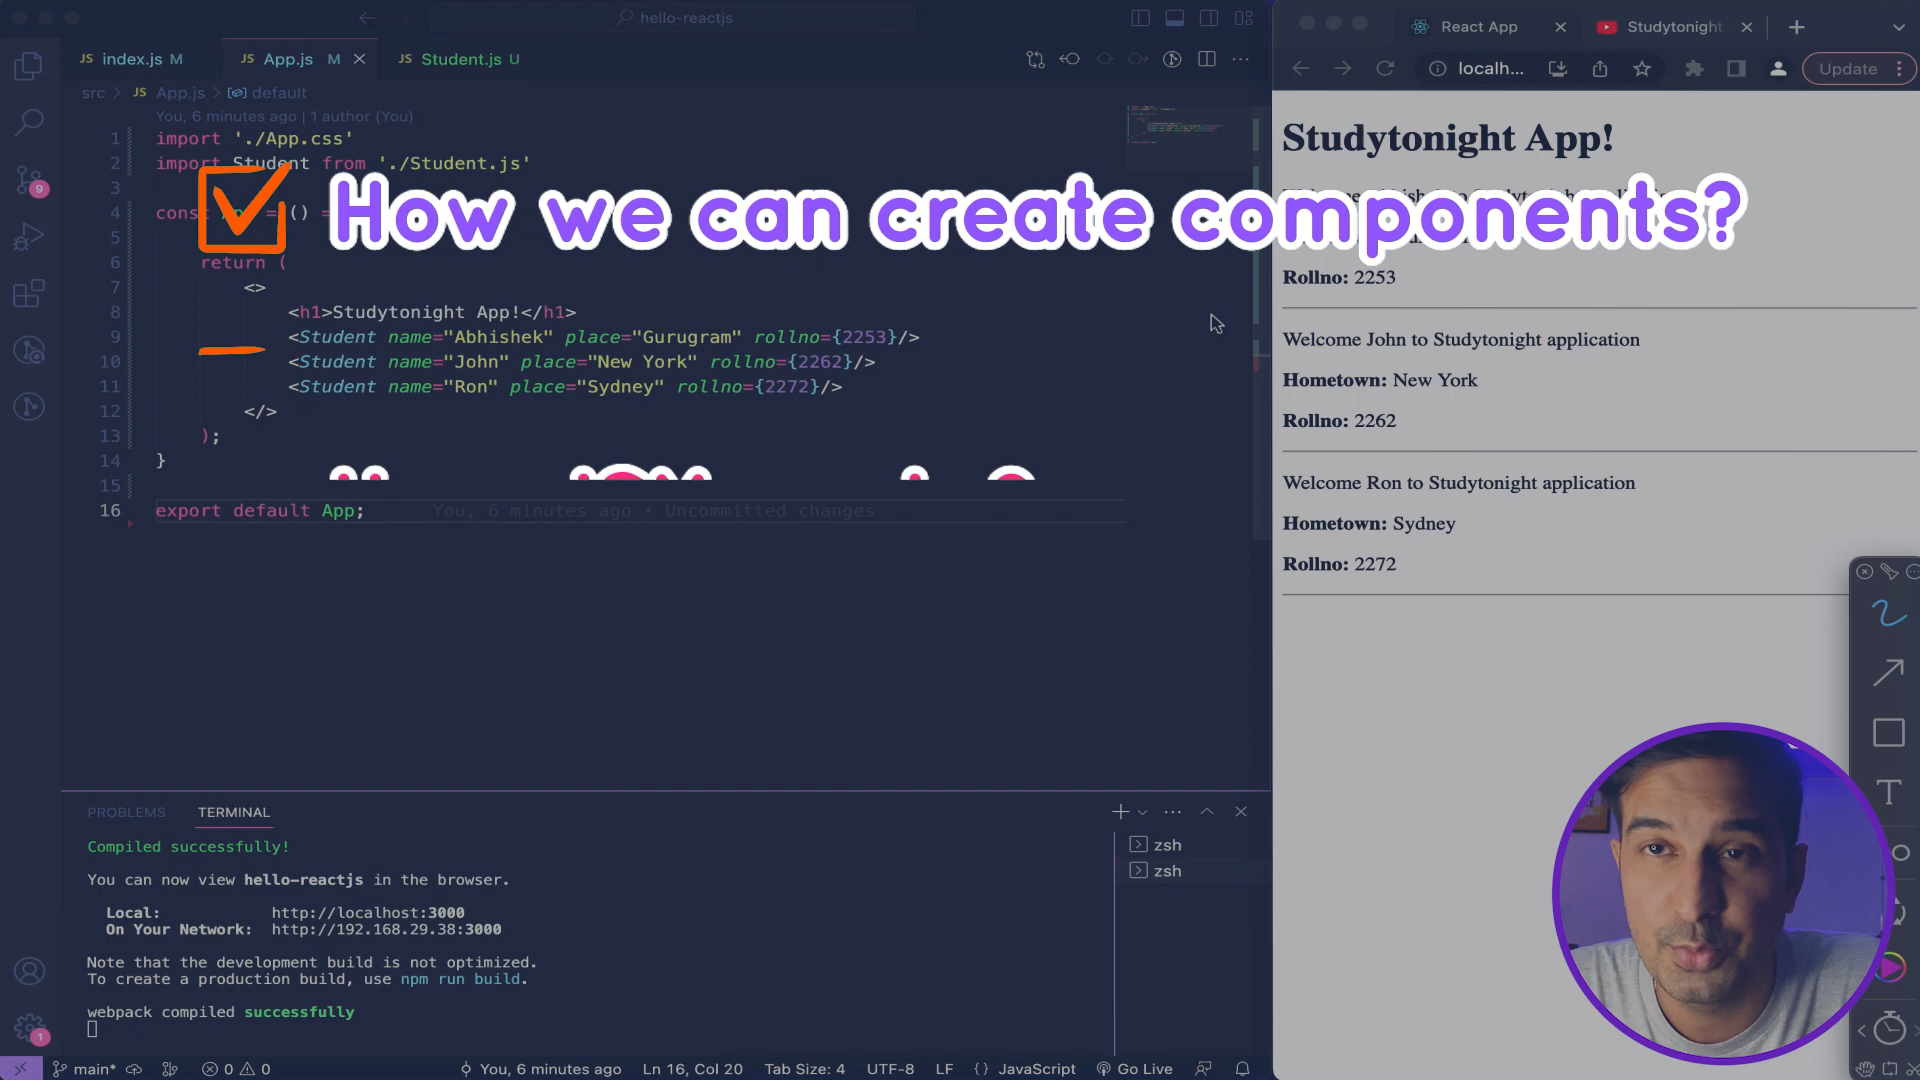 hello-reactjs
JS index.js M
JS App.js M
JS Student.js U
src > JS App.js > default
You, 6 minutes ago | 1 author (You)
1 import './App.css'
2 import Student from './Student.js'
3
4 const () =
How we can create components?
5
6 return (
7 <>
8 <h1>Studytonight App!</h1>
9 <Student name="Abhishek" place="Gurugram" rollno={2253}/>
10 <Student name="John" place="New York" rollno={2262}/>
11 <Student name="Ron" place="Sydney" rollno={2272}/>
12 </>
13 );
14 }
15
16 export default App; You, 6 minutes ago • Uncommitted changes
9
PROBLEMS TERMINAL
Compiled successfully!
You can now view hello-reactjs in the browser.
Local: http://localhost:3000
On Your Network: http://192.168.29.38:3000
Note that the development build is not optimized.
To create a production build, use npm run build.
webpack compiled successfully
zsh
zsh
1
main* 0 0 You, 6 minutes ago Ln 16, Col 20 Tab Size: 4 UTF-8 LF {} JavaScript Go Live
React App
Studytonight
localh...
Update
Studytonight App!
Rollno: 2253
Welcome John to Studytonight application
Hometown: New York
Rollno: 2262
Welcome Ron to Studytonight application
Hometown: Sydney
Rollno: 2272
T